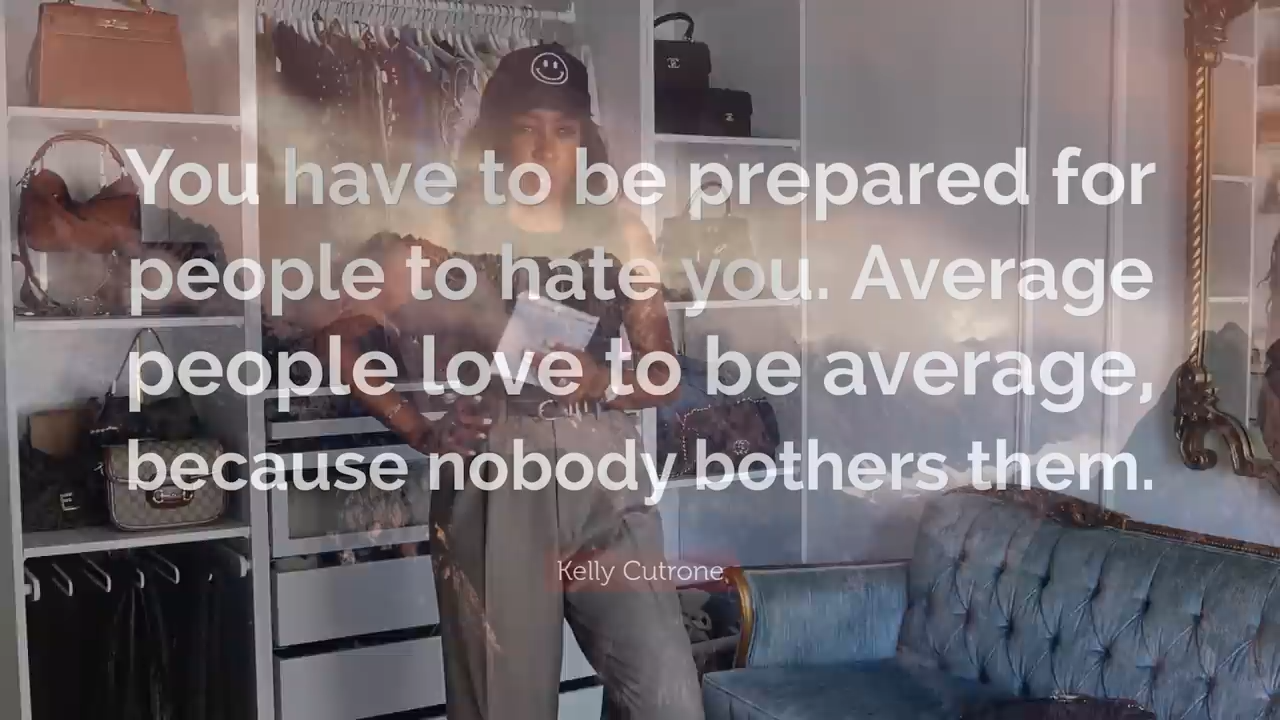 You have to be prepared for
people to hate you. Average
people love to be average,
because nobody bothers them.
Kelly Cutrone